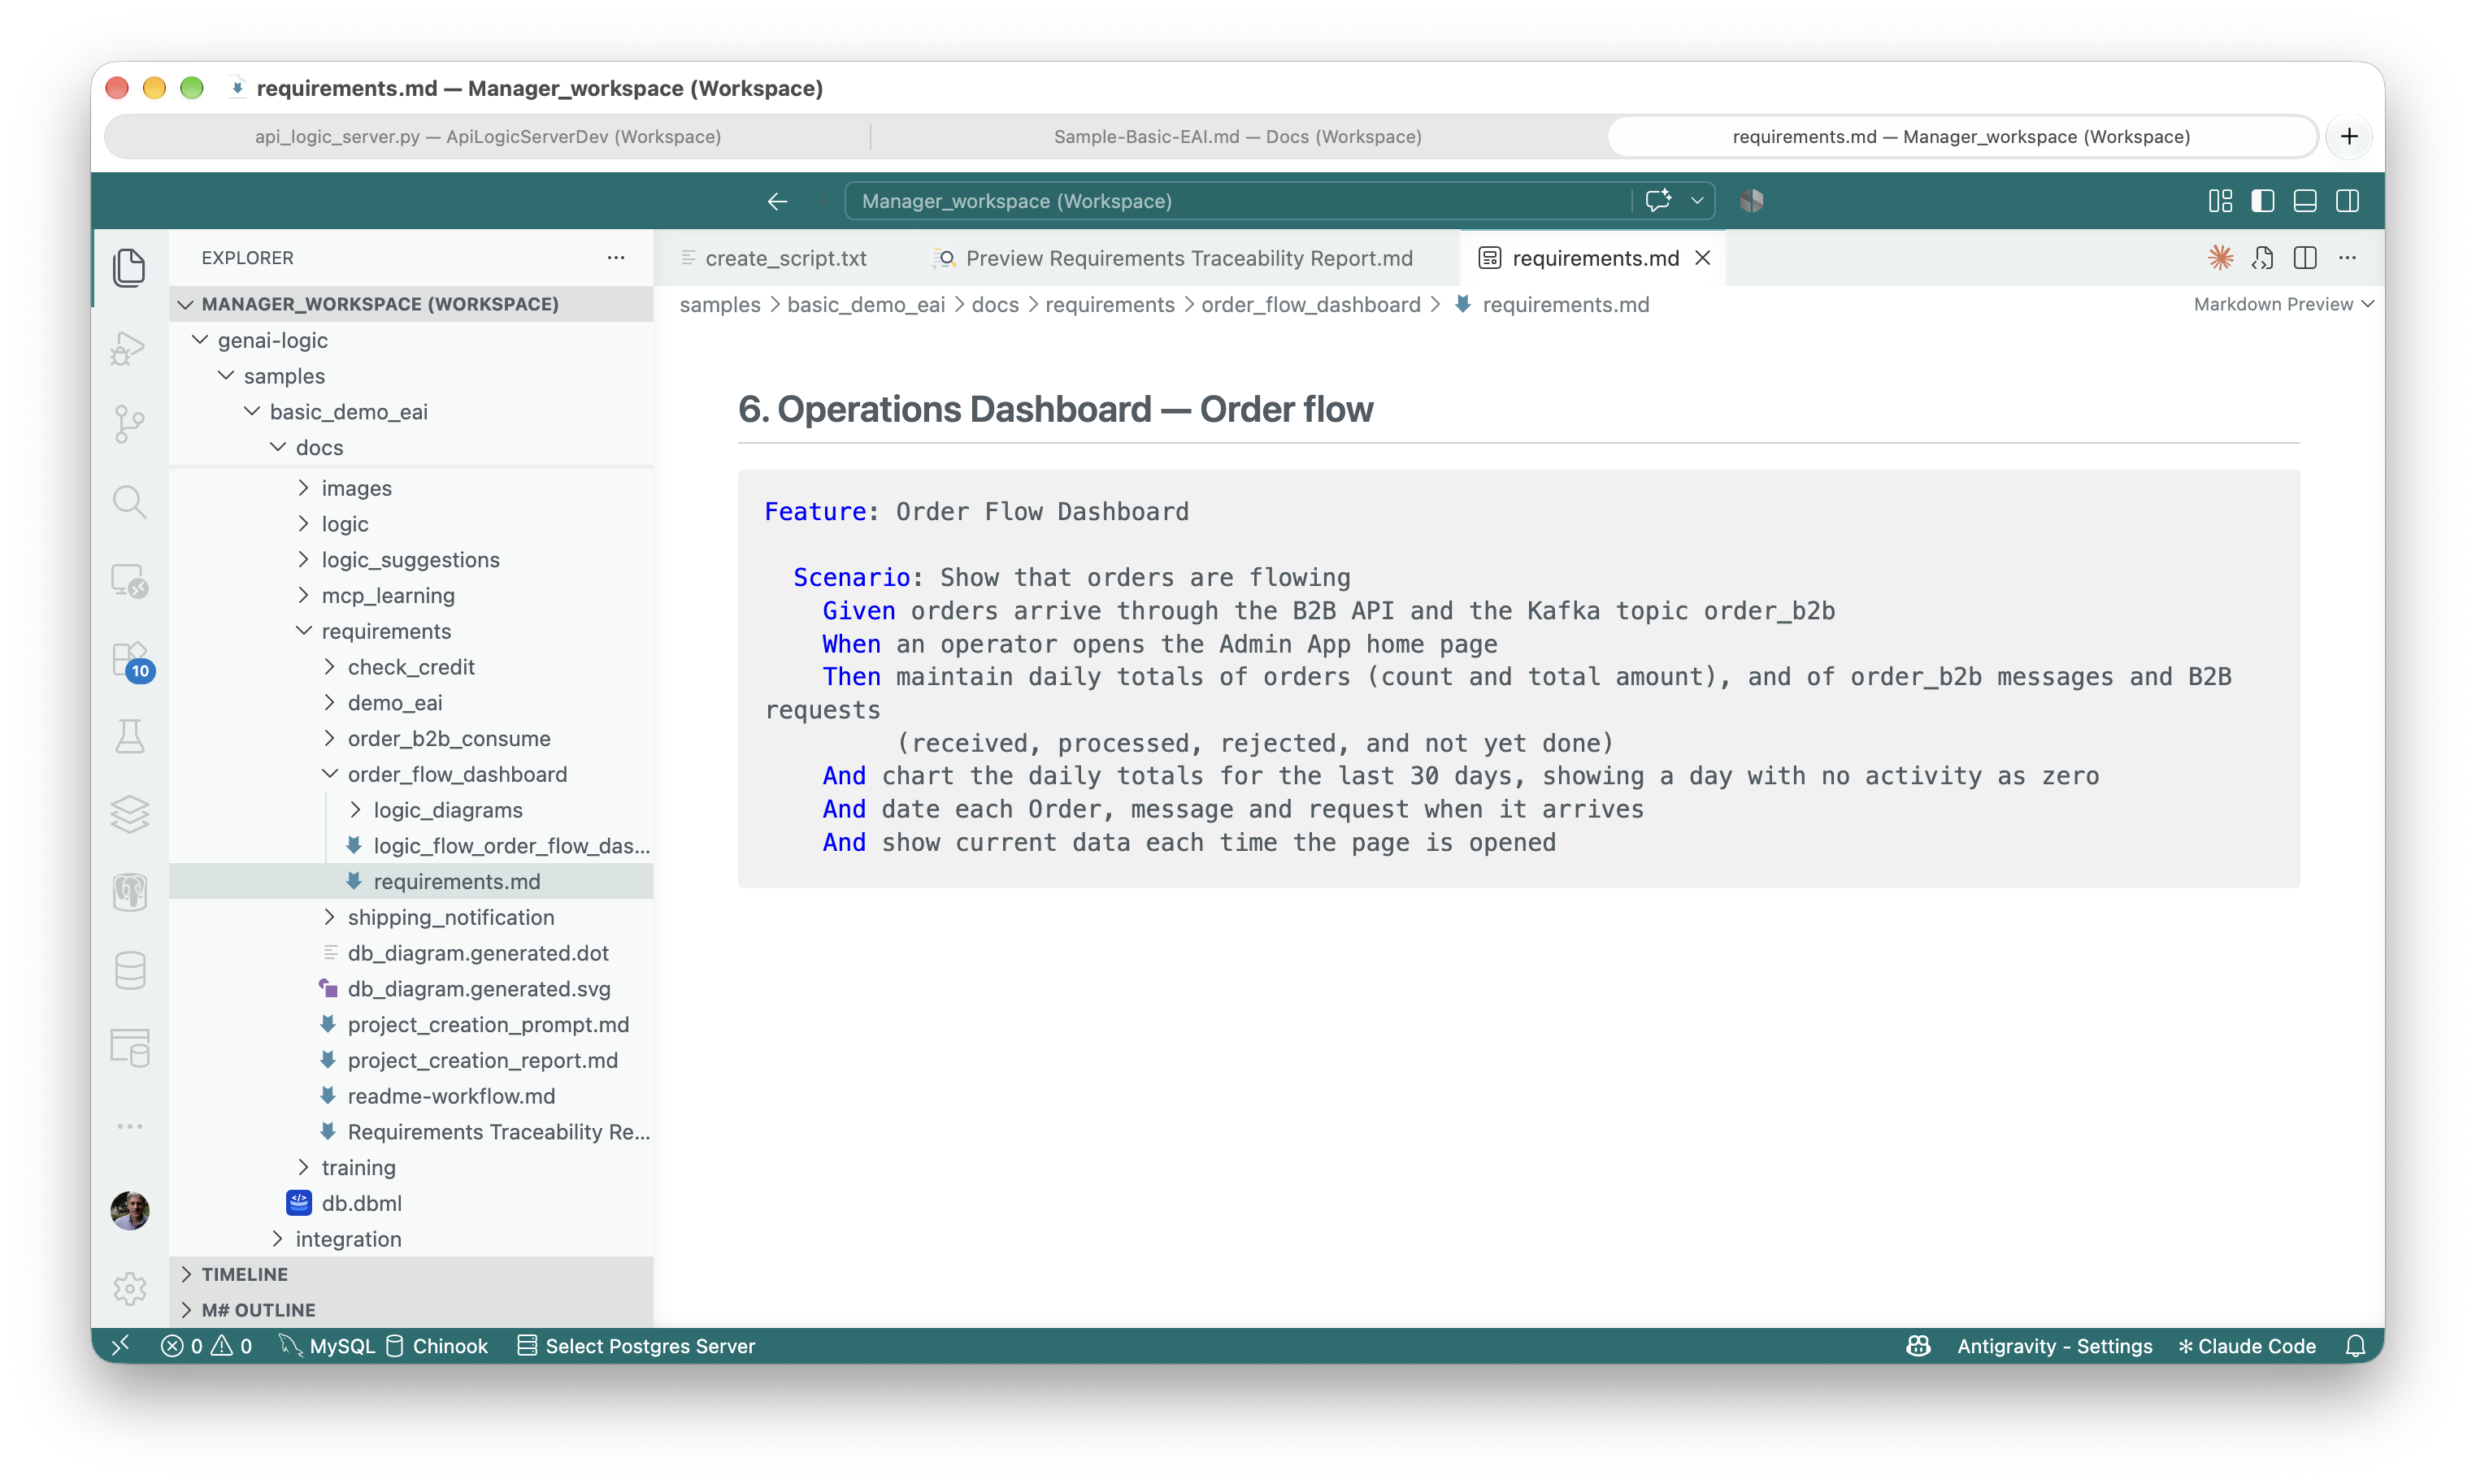 requirements.md — Manager_workspace (Workspace)
api_logic_server.py — ApiLogicServerDev (Workspace)
Sample-Basic-EAI.md — Docs (Workspace)
requirements.md — Manager_workspace (Workspace)
Manager_workspace (Workspace)
EXPLORER
create_script.txt
Preview Requirements Traceability Report.md
requirements.md
MANAGER_WORKSPACE (WORKSPACE)
samples > basic_demo_eai > docs > requirements > order_flow_dashboard > requirements.md
Markdown Preview
genai-logic
samples
basic_demo_eai
docs
images
logic
logic_suggestions
mcp_learning
requirements
check_credit
demo_eai
order_b2b_consume
order_flow_dashboard
logic_diagrams
logic_flow_order_flow_das...
requirements.md
shipping_notification
db_diagram.generated.dot
db_diagram.generated.svg
project_creation_prompt.md
project_creation_report.md
readme-workflow.md
Requirements Traceability Re...
training
db.dbml
integration
TIMELINE
M# OUTLINE
10
6. Operations Dashboard — Order flow
Feature: Order Flow Dashboard
Scenario: Show that orders are flowing
Given orders arrive through the B2B API and the Kafka topic order_b2b
When an operator opens the Admin App home page
Then maintain daily totals of orders (count and total amount), and of order_b2b messages and B2B
requests
(received, processed, rejected, and not yet done)
And chart the daily totals for the last 30 days, showing a day with no activity as zero
And date each Order, message and request when it arrives
And show current data each time the page is opened
0 0 MySQL Chinook Select Postgres Server
Antigravity - Settings Claude Code